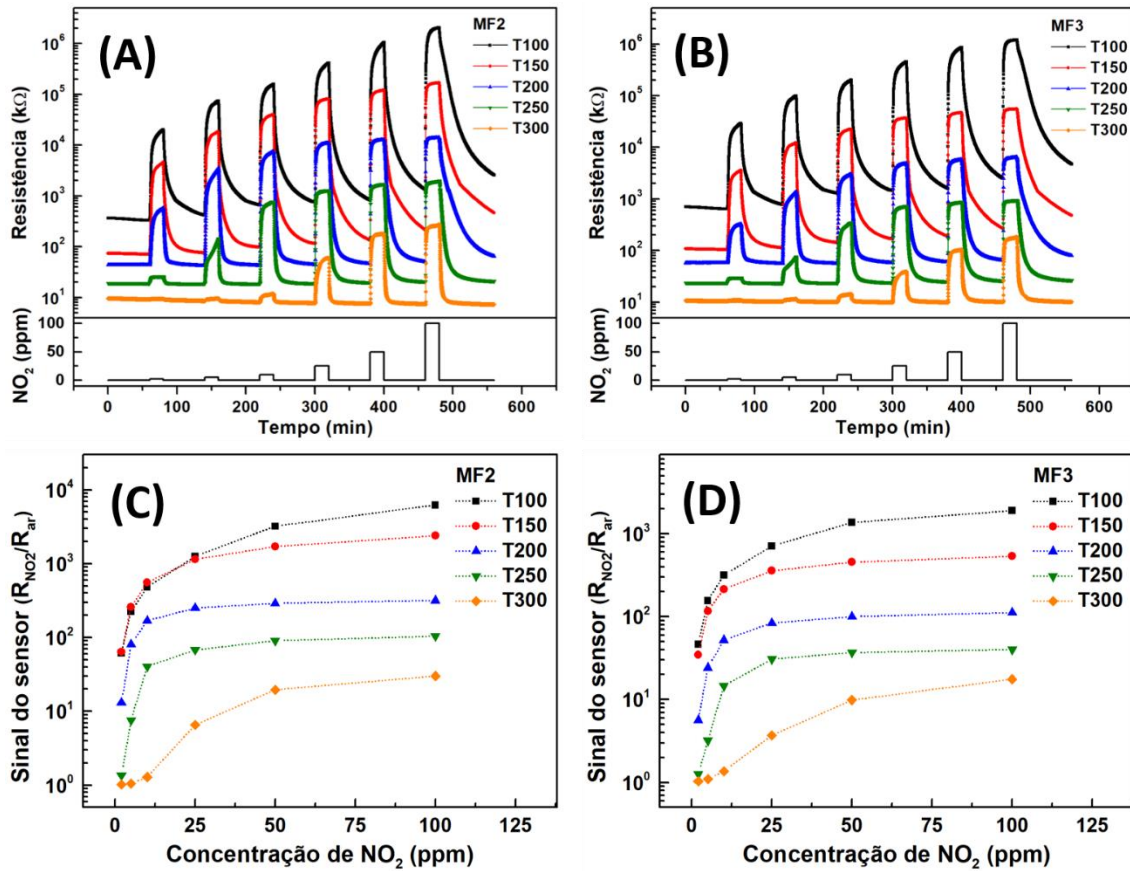 (A)
MF2
T100
T150
T200
T250
T300
Resistência (kΩ)
10⁶
10⁵
10⁴
10³
10²
10¹
NO₂ (ppm)
100
50
0
0 100 200 300 400 500 600
Tempo (min)
(B)
MF3
T100
T150
T200
T250
T300
Resistência (kΩ)
10⁶
10⁵
10⁴
10³
10²
10¹
NO₂ (ppm)
100
50
0
0 100 200 300 400 500 600
Tempo (min)
(C)
MF2
T100
T150
T200
T250
T300
Sinal do sensor (R_NO2/R_ar)
10⁴
10³
10²
10¹
10⁰
0 25 50 75 100 125
Concentração de NO₂ (ppm)
(D)
MF3
T100
T150
T200
T250
T300
Sinal do sensor (R_NO2/R_ar)
10³
10²
10¹
10⁰
0 25 50 75 100 125
Concentração de NO₂ (ppm)